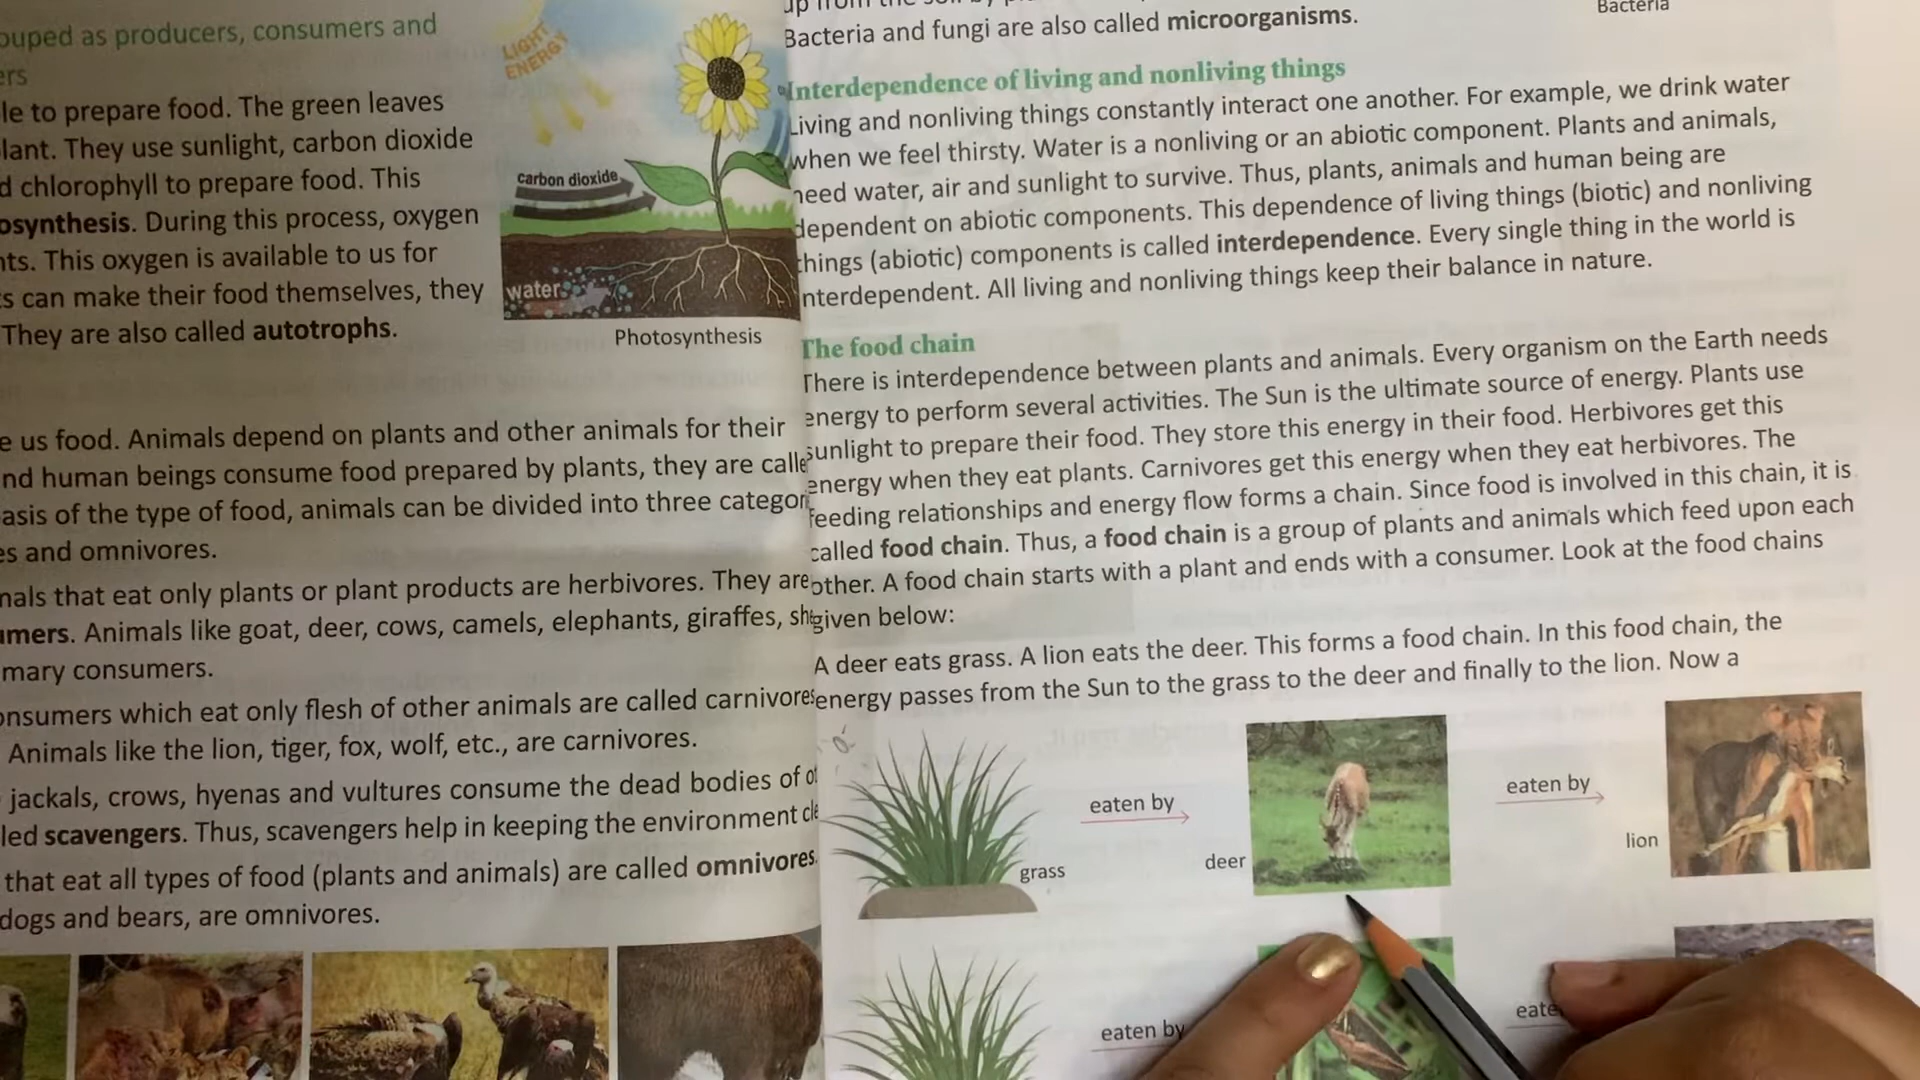 ouped as producers, consumers and
ers
le to prepare food. The green leaves
lant. They use sunlight, carbon dioxide
d chlorophyll to prepare food. This
osynthesis. During this process, oxygen
nts. This oxygen is available to us for
s can make their food themselves, they
They are also called autotrophs.
LIGHT
ENERGY
carbon dioxide
water
Photosynthesis
e us food. Animals depend on plants and other animals for their
nd human beings consume food prepared by plants, they are calle
asis of the type of food, animals can be divided into three categor
es and omnivores.
mals that eat only plants or plant products are herbivores. They are
umers. Animals like goat, deer, cows, camels, elephants, giraffes, sh
mary consumers.
onsumers which eat only flesh of other animals are called carnivores
Animals like the lion, tiger, fox, wolf, etc., are carnivores.
jackals, crows, hyenas and vultures consume the dead bodies of o
led scavengers. Thus, scavengers help in keeping the environment cle
that eat all types of food (plants and animals) are called omnivores.
dogs and bears, are omnivores.
up from the soil by
Bacteria and fungi are also called microorganisms.
Bacteria
Interdependence of living and nonliving things
Living and nonliving things constantly interact one another. For example, we drink water
when we feel thirsty. Water is a nonliving or an abiotic component. Plants and animals,
need water, air and sunlight to survive. Thus, plants, animals and human being are
dependent on abiotic components. This dependence of living things (biotic) and nonliving
things (abiotic) components is called interdependence. Every single thing in the world is
nterdependent. All living and nonliving things keep their balance in nature.
The food chain
There is interdependence between plants and animals. Every organism on the Earth needs
energy to perform several activities. The Sun is the ultimate source of energy. Plants use
sunlight to prepare their food. They store this energy in their food. Herbivores get this
energy when they eat plants. Carnivores get this energy when they eat herbivores. The
feeding relationships and energy flow forms a chain. Since food is involved in this chain, it is
called food chain. Thus, a food chain is a group of plants and animals which feed upon each
other. A food chain starts with a plant and ends with a consumer. Look at the food chains
given below:
A deer eats grass. A lion eats the deer. This forms a food chain. In this food chain, the
energy passes from the Sun to the grass to the deer and finally to the lion. Now a
grass
eaten by
deer
eaten by
lion
eaten by
eate